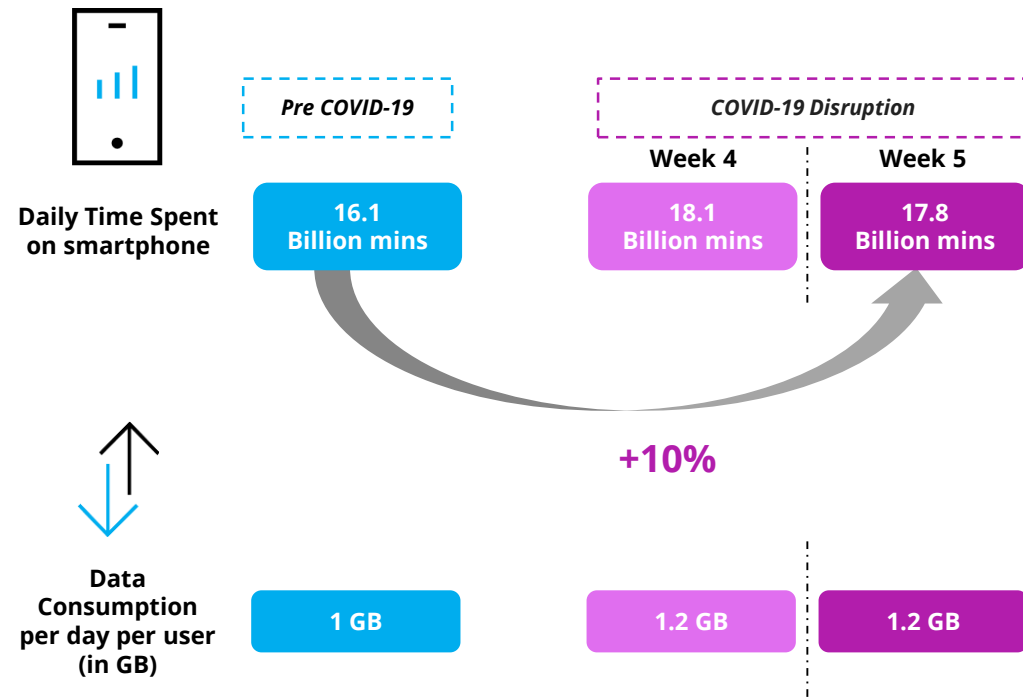 Pre COVID-19
COVID-19 Disruption
Week 4
Week 5
Daily Time Spent
on smartphone
16.1
Billion mins
18.1
Billion mins
17.8
Billion mins
+10%
Data
Consumption
per day per user
(in GB)
1 GB
1.2 GB
1.2 GB